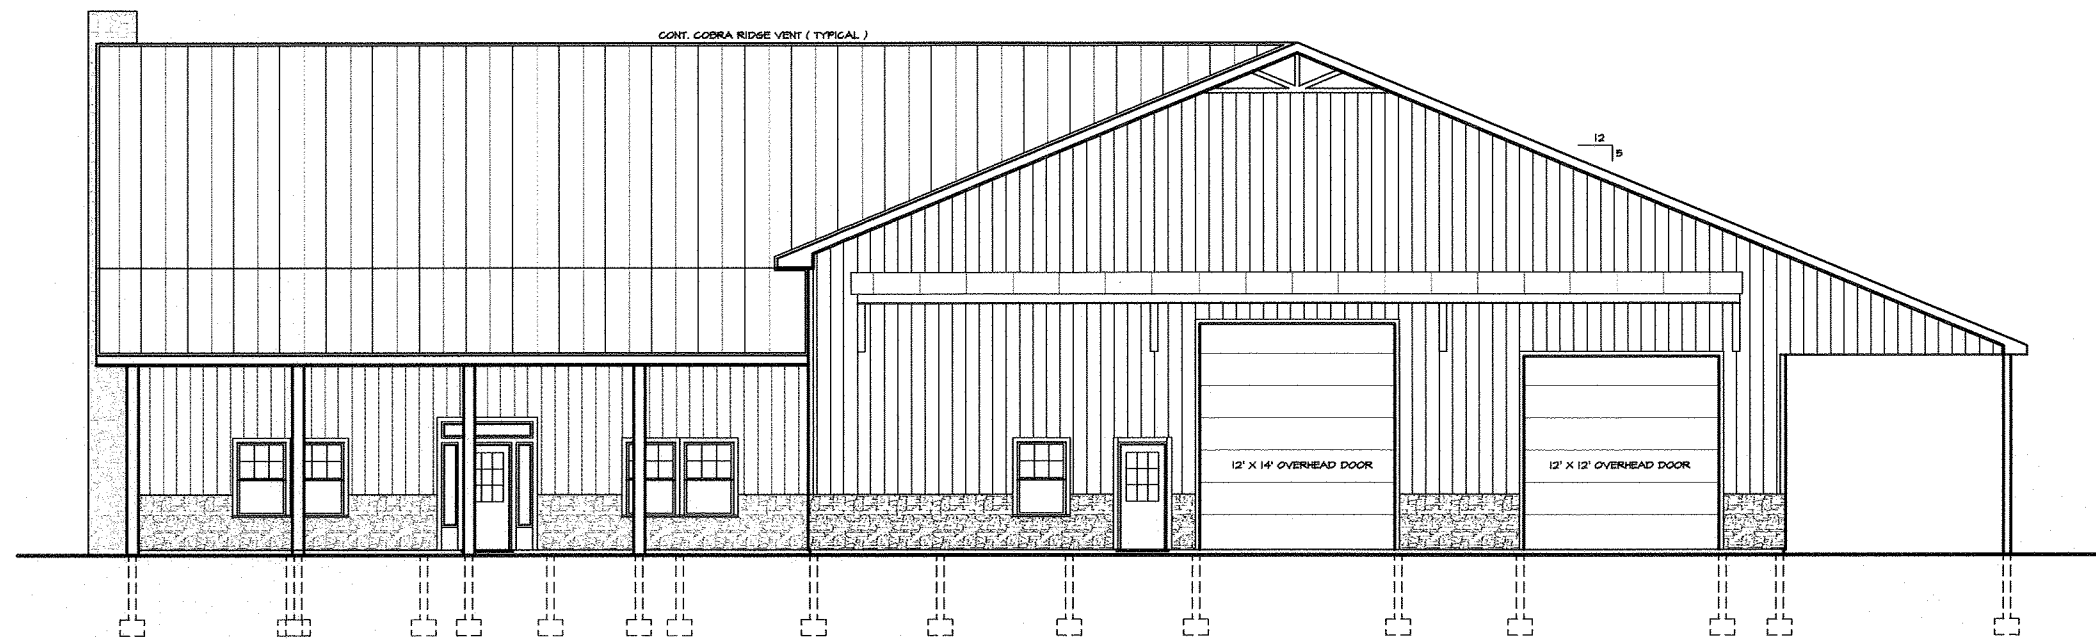 CONT. COBRA RIDGE VENT ( TYPICAL )
12
5
12' X 14' OVERHEAD DOOR
12' X 12' OVERHEAD DOOR